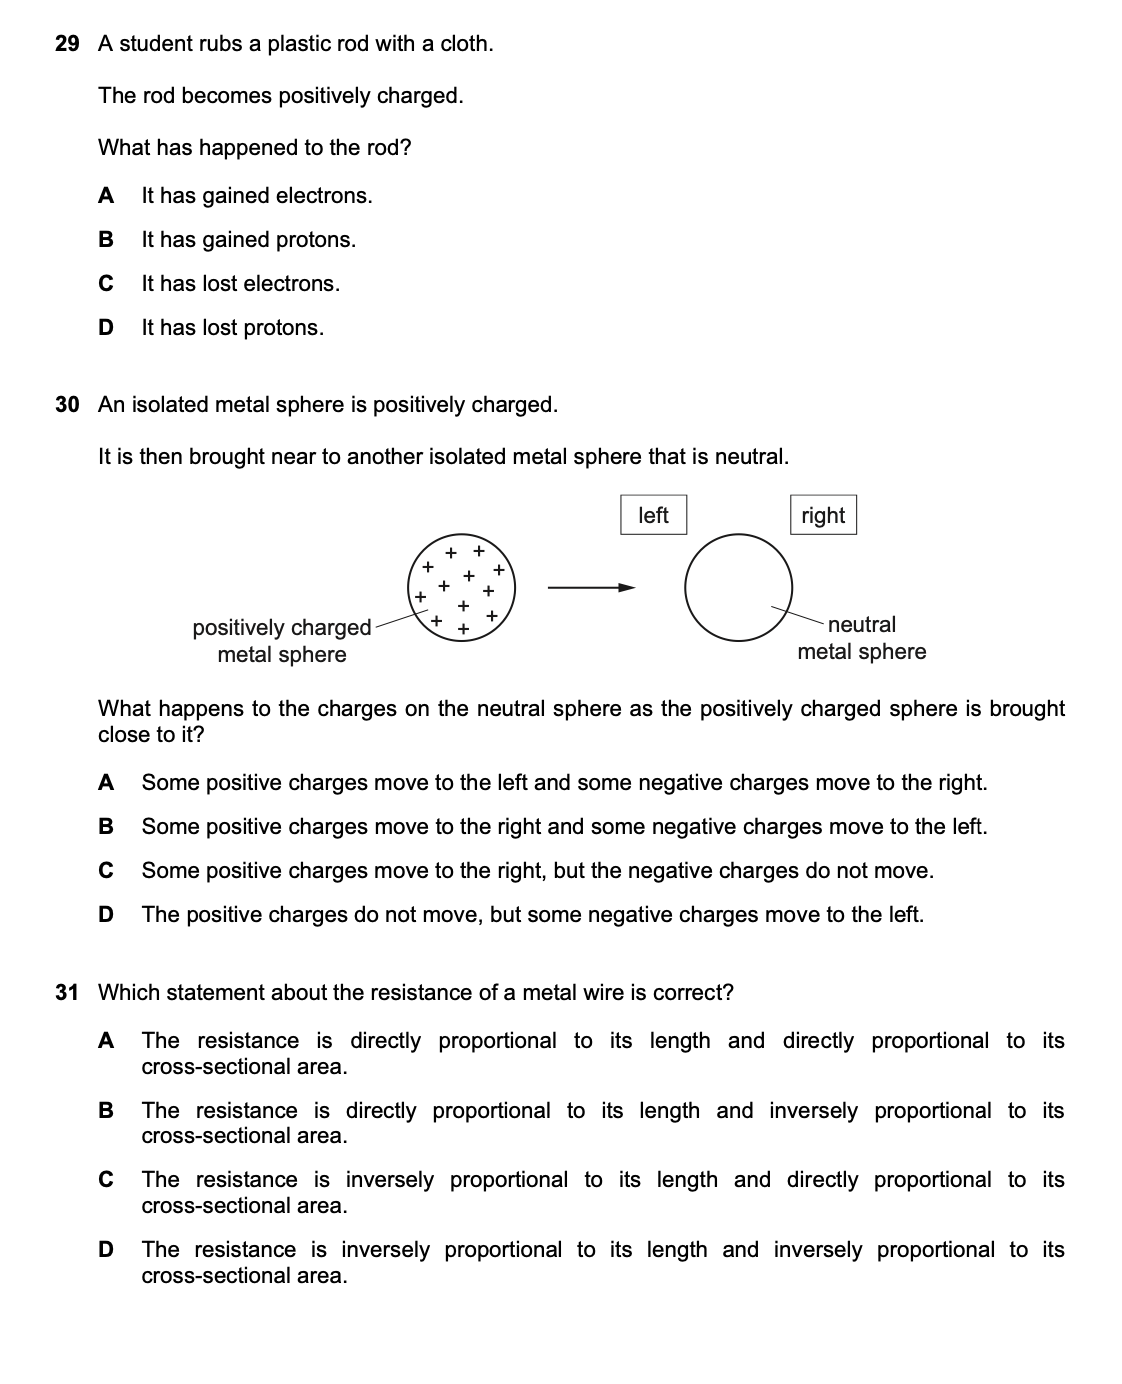 29 A student rubs a plastic rod with a cloth.
The rod becomes positively charged.
What has happened to the rod?
A It has gained electrons.
B It has gained protons.
C It has lost electrons.
D It has lost protons.
30 An isolated metal sphere is positively charged.
It is then brought near to another isolated metal sphere that is neutral.
left right
+ +
+ + +
+ +
+ +
+ +
+ +
positively charged
metal sphere
neutral
metal sphere
What happens to the charges on the neutral sphere as the positively charged sphere is brought
close to it?
A Some positive charges move to the left and some negative charges move to the right.
B Some positive charges move to the right and some negative charges move to the left.
C Some positive charges move to the right, but the negative charges do not move.
D The positive charges do not move, but some negative charges move to the left.
31 Which statement about the resistance of a metal wire is correct?
A The resistance is directly proportional to its length and directly proportional to its
cross-sectional area.
B The resistance is directly proportional to its length and inversely proportional to its
cross-sectional area.
C The resistance is inversely proportional to its length and directly proportional to its
cross-sectional area.
D The resistance is inversely proportional to its length and inversely proportional to its
cross-sectional area.